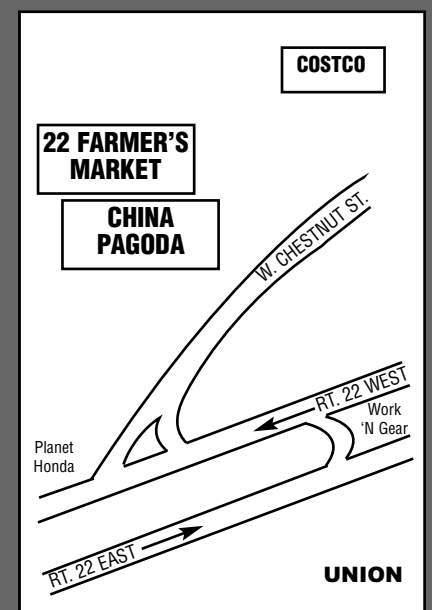 COSTCO
22 FARMER’S
MARKET
CHINA
PAGODA
W. CHESTNUT ST.
RT. 22 WEST
Work
‘N Gear
Planet
Honda
RT. 22 EAST
UNION